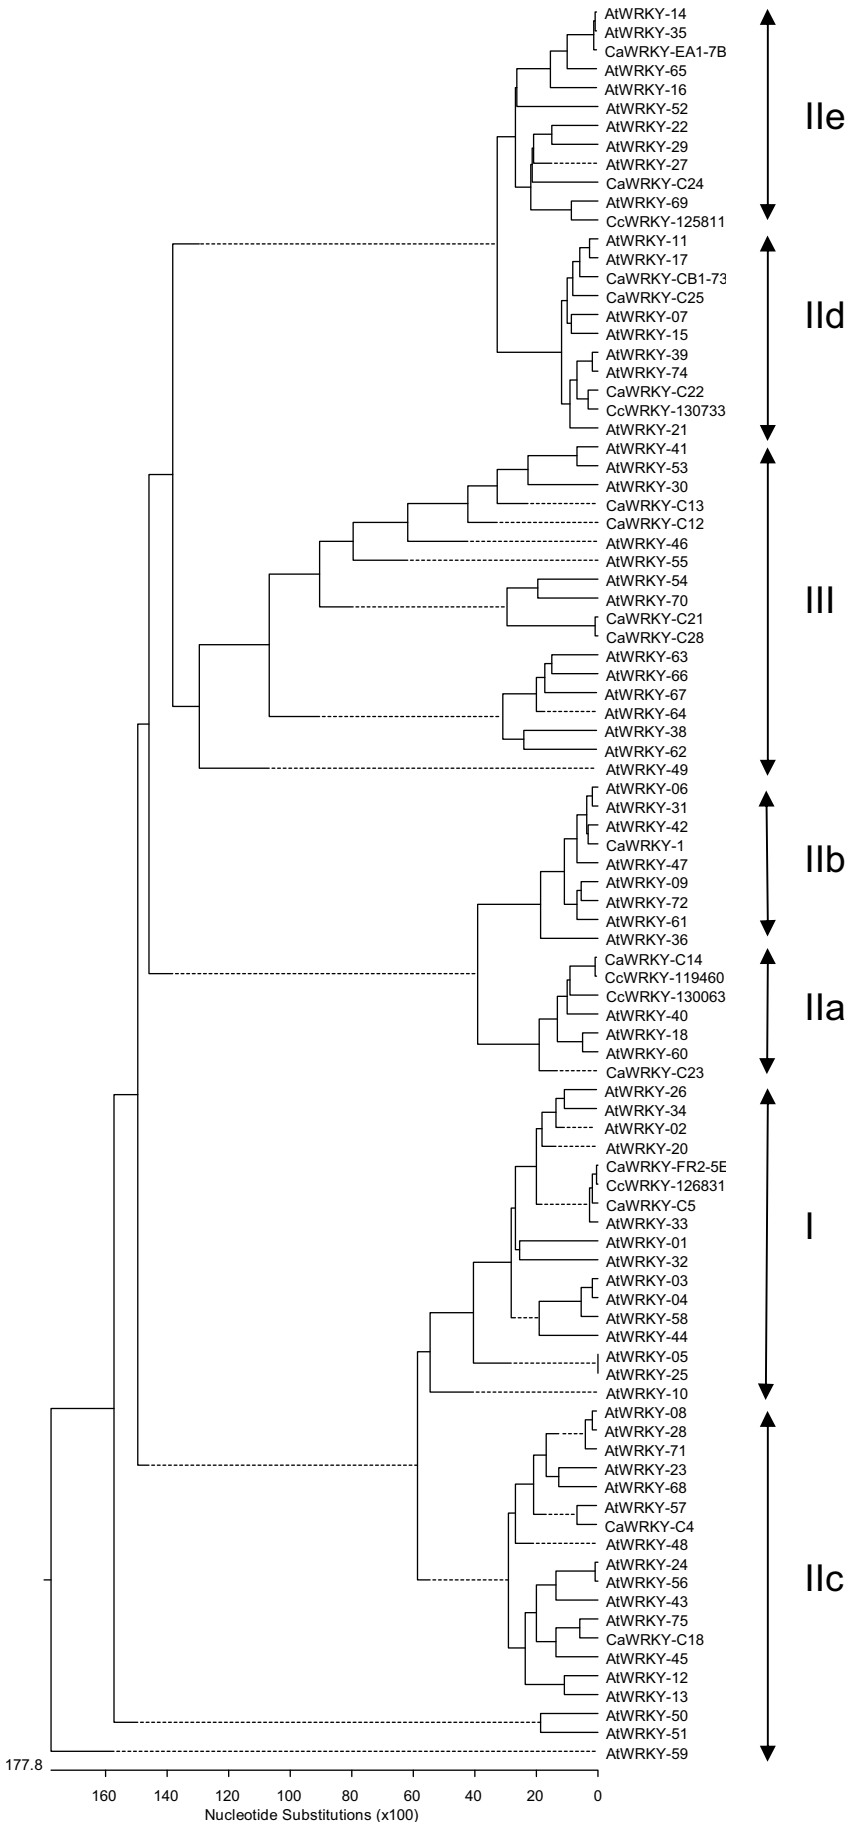 AtWRKY-14
AtWRKY-35
CaWRKY-EA1-7B
AtWRKY-65
AtWRKY-16
AtWRKY-52
AtWRKY-22
AtWRKY-29
AtWRKY-27
CaWRKY-C24
AtWRKY-69
CcWRKY-125811
IIe
AtWRKY-11
AtWRKY-17
CaWRKY-CB1-73
CaWRKY-C25
AtWRKY-07
AtWRKY-15
AtWRKY-39
AtWRKY-74
CaWRKY-C22
CcWRKY-130733
AtWRKY-21
IId
AtWRKY-41
AtWRKY-53
AtWRKY-30
CaWRKY-C13
CaWRKY-C12
AtWRKY-46
AtWRKY-55
AtWRKY-54
AtWRKY-70
CaWRKY-C21
CaWRKY-C28
AtWRKY-63
AtWRKY-66
AtWRKY-67
AtWRKY-64
AtWRKY-38
AtWRKY-62
AtWRKY-49
III
AtWRKY-06
AtWRKY-31
AtWRKY-42
CaWRKY-1
AtWRKY-47
AtWRKY-09
AtWRKY-72
AtWRKY-61
AtWRKY-36
IIb
CaWRKY-C14
CcWRKY-119460
CcWRKY-130063
AtWRKY-40
AtWRKY-18
AtWRKY-60
CaWRKY-C23
IIa
AtWRKY-26
AtWRKY-34
AtWRKY-02
AtWRKY-20
CaWRKY-FR2-5E
CcWRKY-126831
CaWRKY-C5
AtWRKY-33
AtWRKY-01
AtWRKY-32
AtWRKY-03
AtWRKY-04
AtWRKY-58
AtWRKY-44
AtWRKY-05
AtWRKY-25
AtWRKY-10
I
AtWRKY-08
AtWRKY-28
AtWRKY-71
AtWRKY-23
AtWRKY-68
AtWRKY-57
CaWRKY-C4
AtWRKY-48
AtWRKY-24
AtWRKY-56
AtWRKY-43
AtWRKY-75
CaWRKY-C18
AtWRKY-45
AtWRKY-12
AtWRKY-13
AtWRKY-50
AtWRKY-51
AtWRKY-59
IIc
177.8
160 140 120 100 80 60 40 20 0
Nucleotide Substitutions (x100)